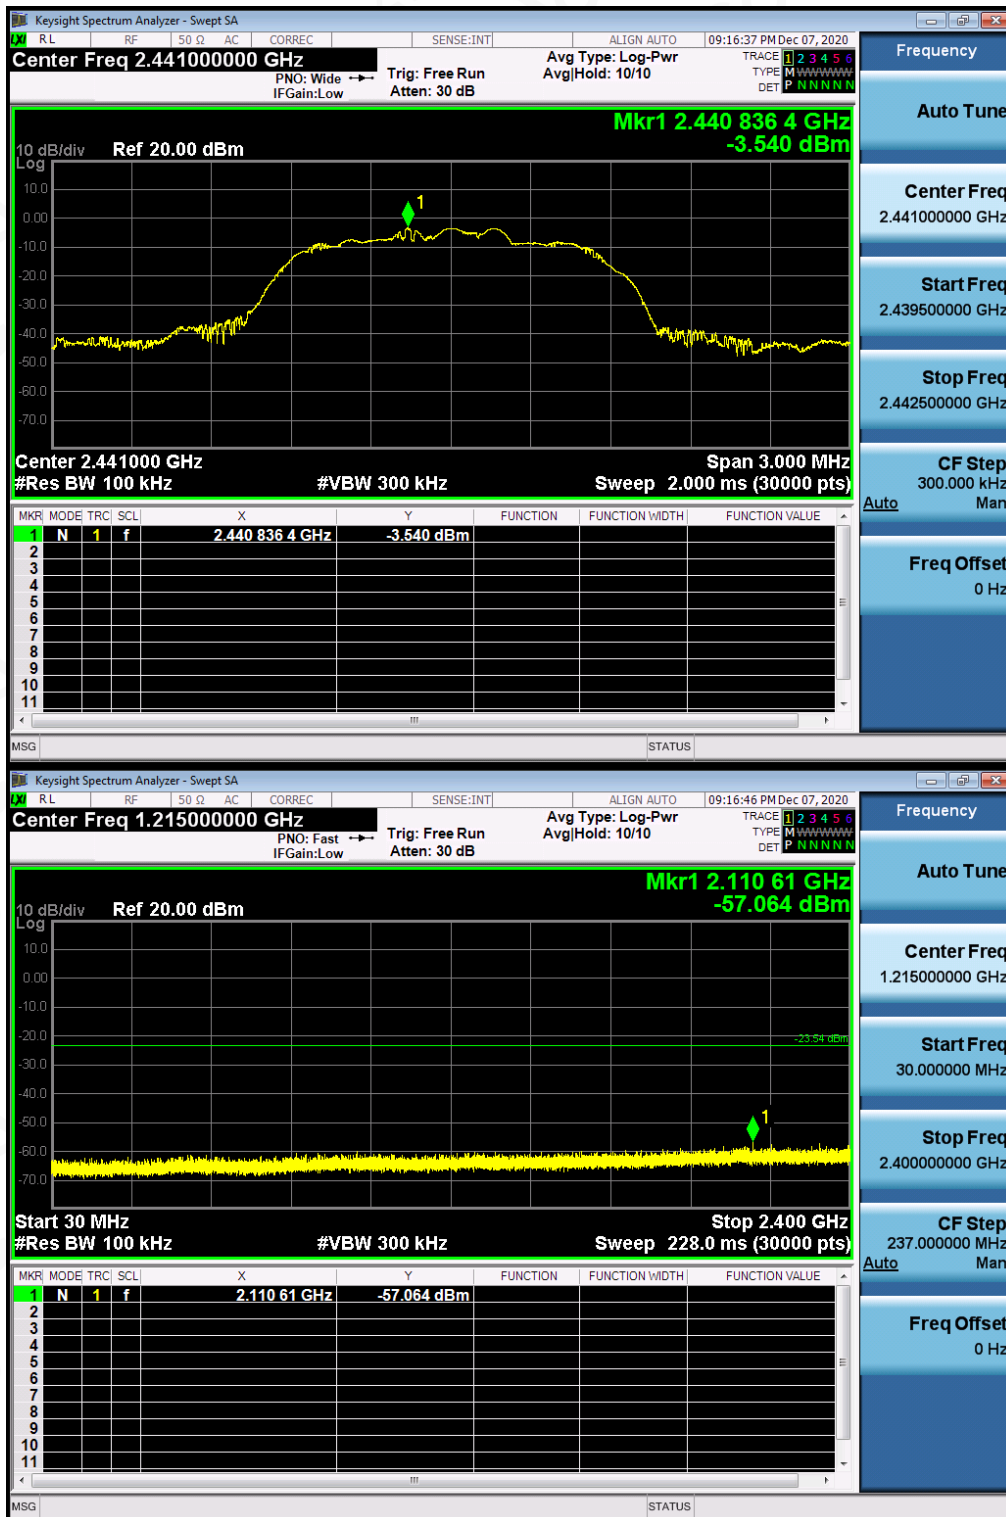 Keysight Spectrum Analyzer - Swept SA
LXI RL RF 50 Ω AC CORREC SENSE:INT ALIGN AUTO 09:16:37 PM Dec 07, 2020
Center Freq 2.441000000 GHz
PNO: Wide
IFGain:Low
Trig: Free Run
Atten: 30 dB
Avg Type: Log-Pwr
Avg|Hold: 10/10
TRACE 1 2 3 4 5 6
TYPE M WWWWW
DET P N N N N N
Mkr1 2.440 836 4 GHz
-3.540 dBm
10 dB/div Ref 20.00 dBm
Log
10.0
0.00
-10.0
-20.0
-30.0
-40.0
-50.0
-60.0
-70.0
1
Center 2.441000 GHz Span 3.000 MHz
#Res BW 100 kHz #VBW 300 kHz Sweep 2.000 ms (30000 pts)
MKR MODE TRC SCL X Y FUNCTION FUNCTION WIDTH FUNCTION VALUE
1 N 1 f 2.440 836 4 GHz -3.540 dBm
2
3
4
5
6
7
8
9
10
11
MSG STATUS
Frequency
Auto Tune
Center Freq
2.441000000 GHz
Start Freq
2.439500000 GHz
Stop Freq
2.442500000 GHz
CF Step
300.000 kHz
Auto Man
Freq Offset
0 Hz
Keysight Spectrum Analyzer - Swept SA
LXI RL RF 50 Ω AC CORREC SENSE:INT ALIGN AUTO 09:16:46 PM Dec 07, 2020
Center Freq 1.215000000 GHz
PNO: Fast
IFGain:Low
Trig: Free Run
Atten: 30 dB
Avg Type: Log-Pwr
Avg|Hold: 10/10
TRACE 1 2 3 4 5 6
TYPE M WWWWW
DET P N N N N N
Mkr1 2.110 61 GHz
-57.064 dBm
10 dB/div Ref 20.00 dBm
Log
10.0
0.00
-10.0
-20.0
-30.0
-40.0
-50.0
-60.0
-70.0
-23.54 dBm
1
Start 30 MHz Stop 2.400 GHz
#Res BW 100 kHz #VBW 300 kHz Sweep 228.0 ms (30000 pts)
MKR MODE TRC SCL X Y FUNCTION FUNCTION WIDTH FUNCTION VALUE
1 N 1 f 2.110 61 GHz -57.064 dBm
2
3
4
5
6
7
8
9
10
11
MSG STATUS
Frequency
Auto Tune
Center Freq
1.215000000 GHz
Start Freq
30.000000 MHz
Stop Freq
2.400000000 GHz
CF Step
237.000000 MHz
Auto Man
Freq Offset
0 Hz